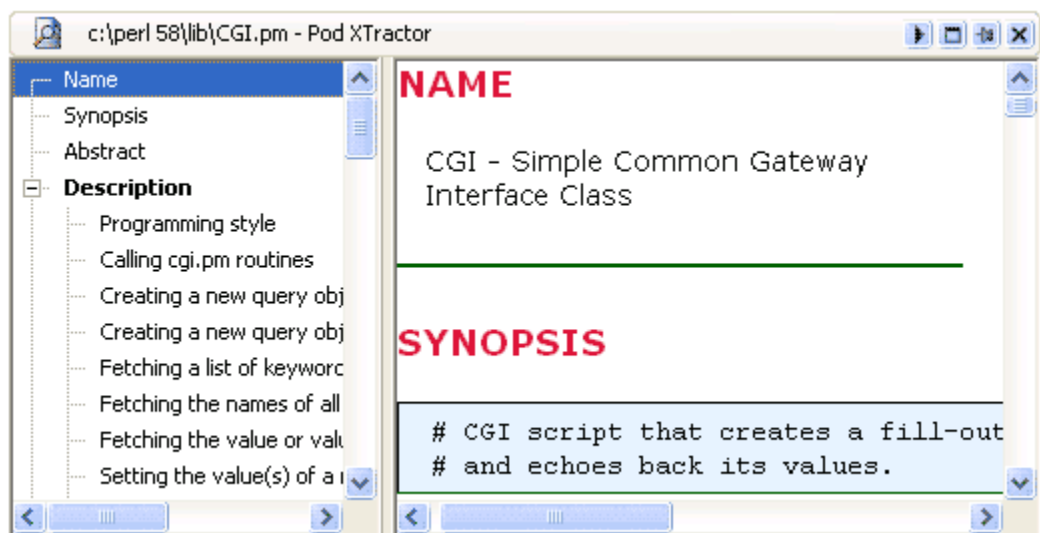 c:\perl 58\lib\CGI.pm - Pod XTractor
Name
Synopsis
Abstract
Description
Programming style
Calling cgi.pm routines
Creating a new query obj
Creating a new query obj
Fetching a list of keyworc
Fetching the names of all
Fetching the value or valu
Setting the value(s) of a
NAME
CGI - Simple Common Gateway
Interface Class
SYNOPSIS
# CGI script that creates a fill-out
# and echoes back its values.